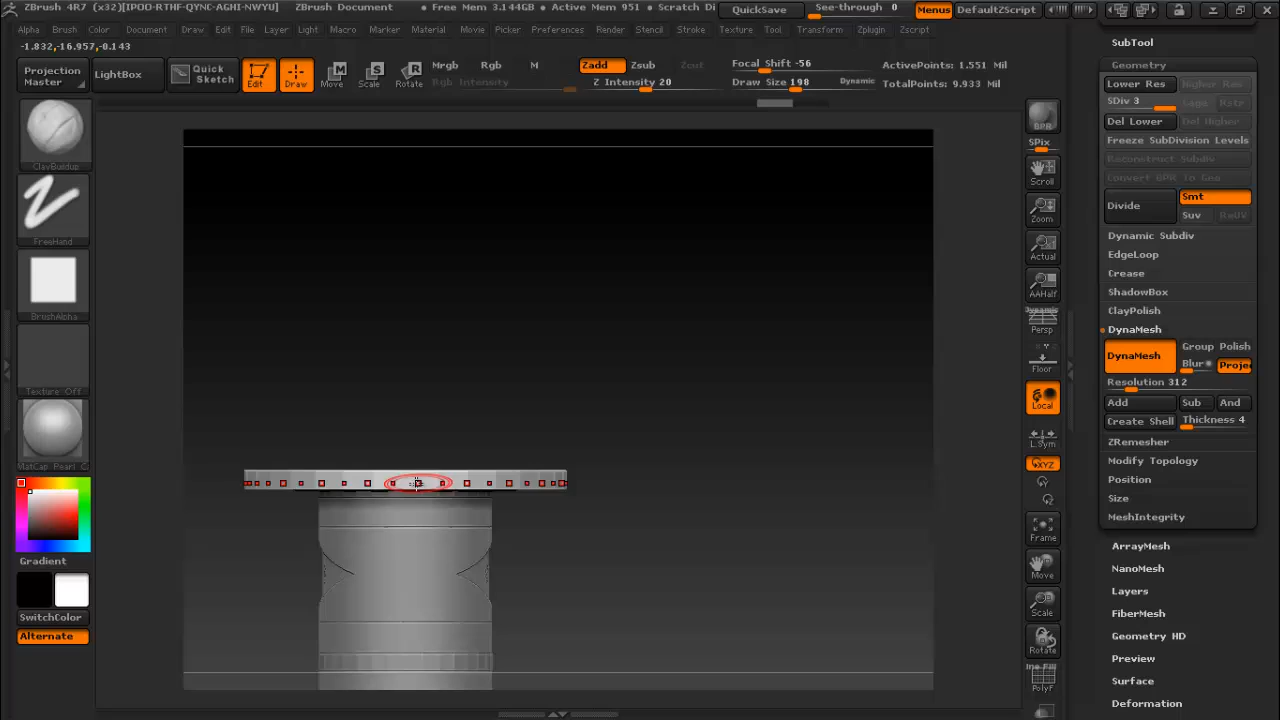 ZBrush 4R7 (x32)[IPOD-RTHF-QYNC-AGHI-NWYU] ZBrush Document • Free Mem 3.144GB • Active Mem 951 • Scratch Di QuickSave See-through 0 Menus DefaultZScript
Alpha Brush Color Document Draw Edit File Layer Light Macro Marker Material Movie Picker Preferences Render Stencil Stroke Texture Tool Transform Zplugin Zscript
-1.832,-16.957,-0.143
Projection Master
LightBox
Quick Sketch
Edit
Draw
Move
Scale
Rotate
Mrgb Rgb M
Rgb Intensity
Zadd Zsub Zcut
Z Intensity 20
Focal Shift -56
Draw Size 198 Dynamic
ActivePoints: 1.551 Mil
TotalPoints: 9.933 Mil
ClayBuildup
FreeHand
BrushAlpha
Texture Off
MatCap Pearl C
Gradient
SwitchColor
Alternate
BPR
SPix
Scroll
Zoom
Actual
AAHalf
Dynamic
Persp
Floor
Local
L.Sym
XYZ
Frame
Move
Scale
Rotate
Line Fill
PolyF
SubTool
Geometry
Lower Res Higher Res
SDiv 3 Cage Rstr
Del Lower Del Higher
Freeze SubDivision Levels
Reconstruct Subdiv
Convert BPR To Geo
Divide Smt
Suv ReUV
Dynamic Subdiv
EdgeLoop
Crease
ShadowBox
ClayPolish
DynaMesh
DynaMesh Group Polish
Blur Projec
Resolution 312
Add Sub And
Create Shell Thickness 4
ZRemesher
Modify Topology
Position
Size
MeshIntegrity
ArrayMesh
NanoMesh
Layers
FiberMesh
Geometry HD
Preview
Surface
Deformation